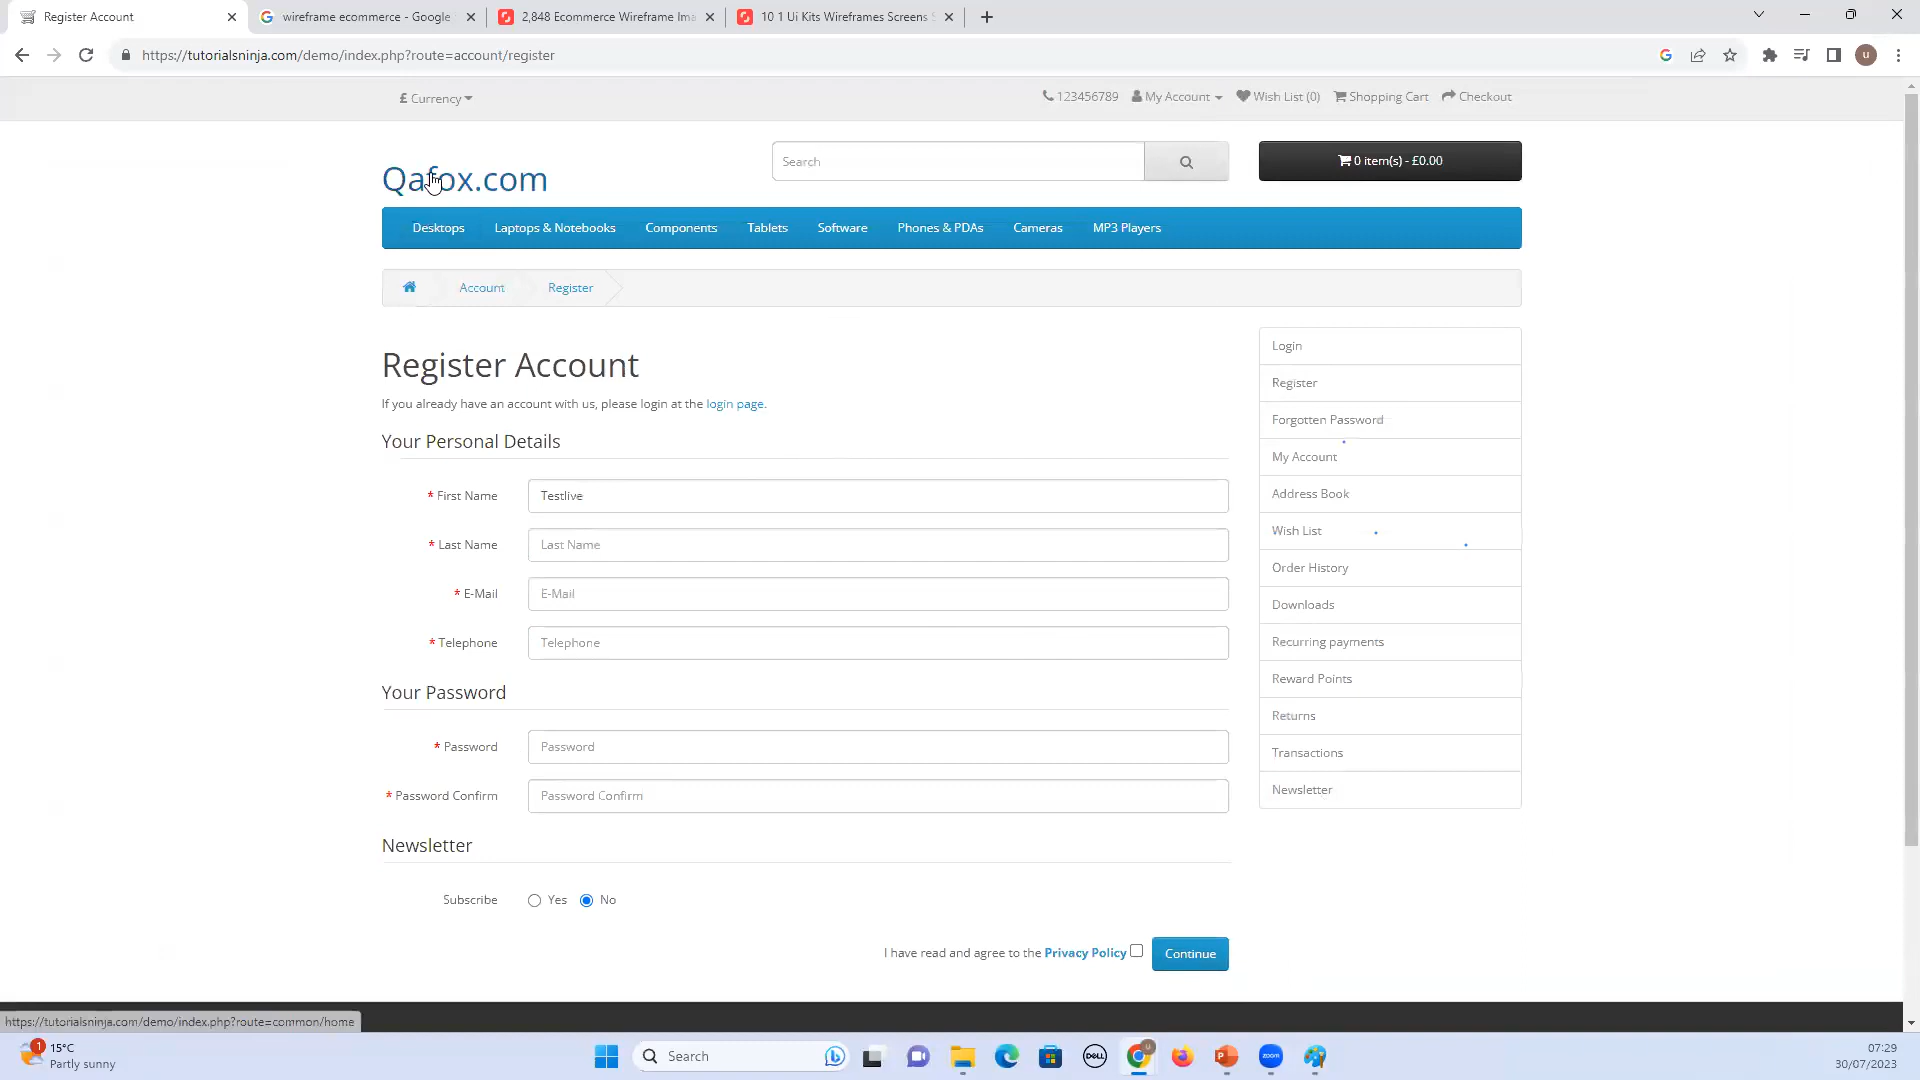 Register Account
wireframe ecommerce - Google
2,848 Ecommerce Wireframe Ima
10 1 Ui Kits Wireframes Screens S
https://tutorialsninja.com/demo/index.php?route=account/register
u
£ Currency
123456789
My Account
Wish List (0)
Shopping Cart
Checkout
Qafox.com
Search
0 item(s) - £0.00
Desktops
Laptops & Notebooks
Components
Tablets
Software
Phones & PDAs
Cameras
MP3 Players
Account
Register
Register Account
If you already have an account with us, please login at the login page.
Your Personal Details
* First Name
Testlive
* Last Name
Last Name
* E-Mail
E-Mail
* Telephone
Telephone
Your Password
* Password
Password
* Password Confirm
Password Confirm
Newsletter
Subscribe
Yes
No
I have read and agree to the Privacy Policy
Continue
Login
Register
Forgotten Password
My Account
Address Book
Wish List
Order History
Downloads
Recurring payments
Reward Points
Returns
Transactions
Newsletter
https://tutorialsninja.com/demo/index.php?route=common/home
1
15°C
Partly sunny
Search
DELL
zoom
07:29
30/07/2023